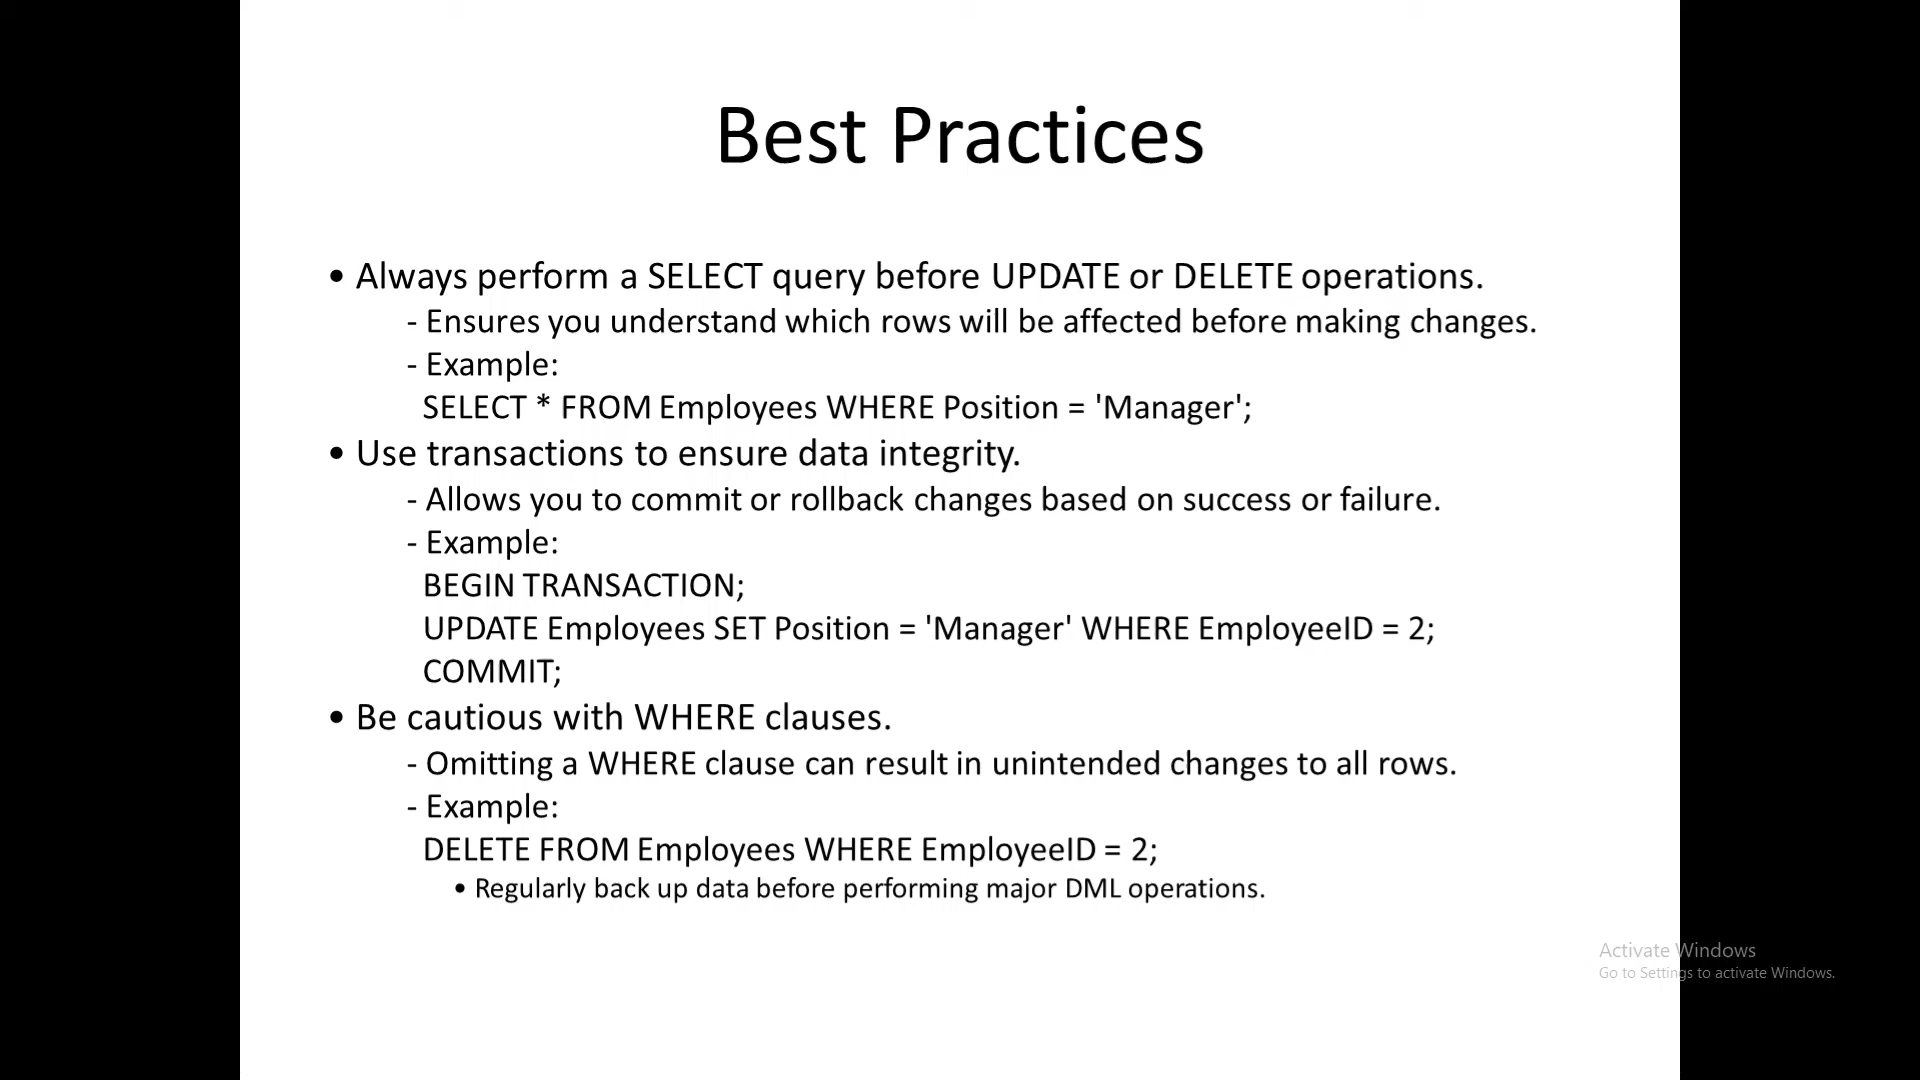 Best Practices
• Always perform a SELECT query before UPDATE or DELETE operations.
- Ensures you understand which rows will be affected before making changes.
- Example:
SELECT * FROM Employees WHERE Position = 'Manager';
• Use transactions to ensure data integrity.
- Allows you to commit or rollback changes based on success or failure.
- Example:
BEGIN TRANSACTION;
UPDATE Employees SET Position = 'Manager' WHERE EmployeeID = 2;
COMMIT;
• Be cautious with WHERE clauses.
- Omitting a WHERE clause can result in unintended changes to all rows.
- Example:
DELETE FROM Employees WHERE EmployeeID = 2;
• Regularly back up data before performing major DML operations.
Activate Windows
Go to Settings to activate Windows.